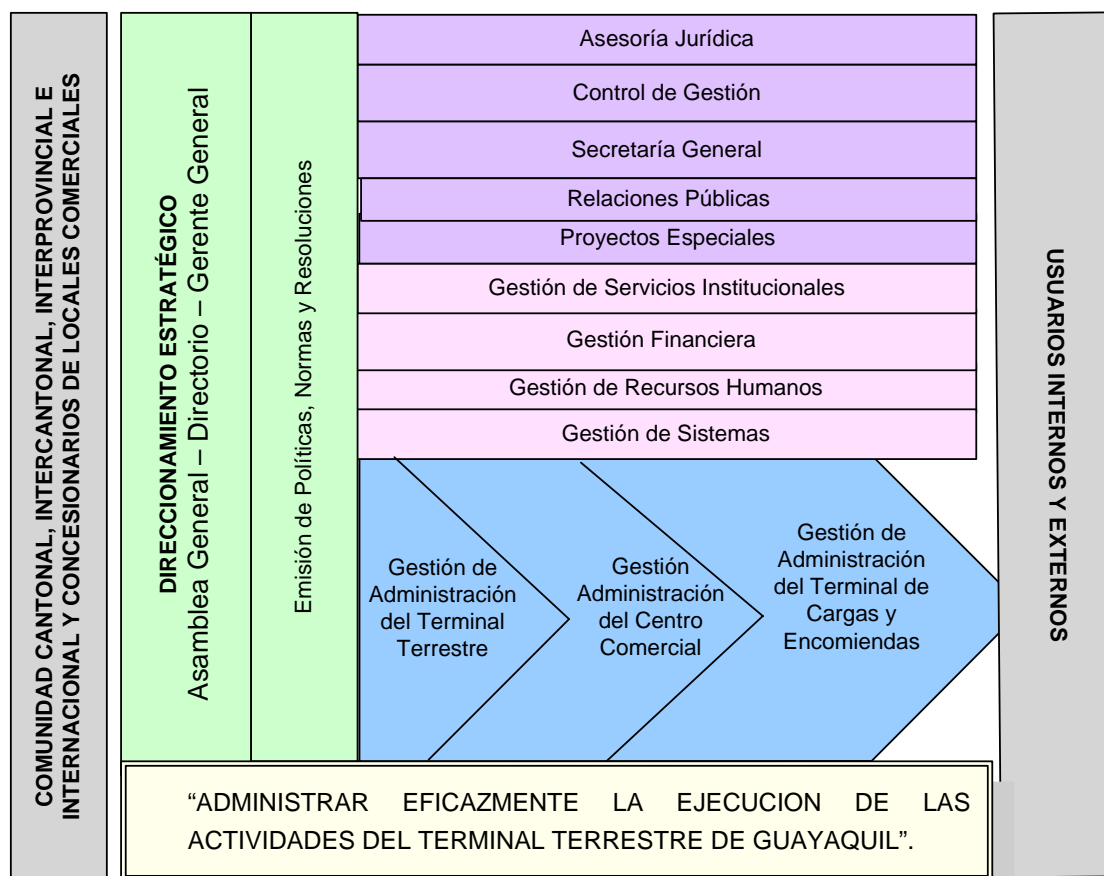 COMUNIDAD CANTONAL, INTERCANTONAL, INTERPROVINCIAL E
INTERNACIONAL Y CONCESIONARIOS DE LOCALES COMERCIALES
DIRECCIONAMIENTO ESTRATÉGICO
Asamblea General – Directorio – Gerente General
Emisión de Políticas, Normas y Resoluciones
Asesoría Jurídica
Control de Gestión
Secretaría General
Relaciones Públicas
Proyectos Especiales
Gestión de Servicios Institucionales
Gestión Financiera
Gestión de Recursos Humanos
Gestión de Sistemas
Gestión de
Administración
del Terminal
Terrestre
Gestión
Administración
del Centro
Comercial
Gestión de
Administración
del Terminal de
Cargas y
Encomiendas
USUARIOS INTERNOS Y EXTERNOS
“ADMINISTRAR EFICAZMENTE LA EJECUCION DE LAS
ACTIVIDADES DEL TERMINAL TERRESTRE DE GUAYAQUIL”.